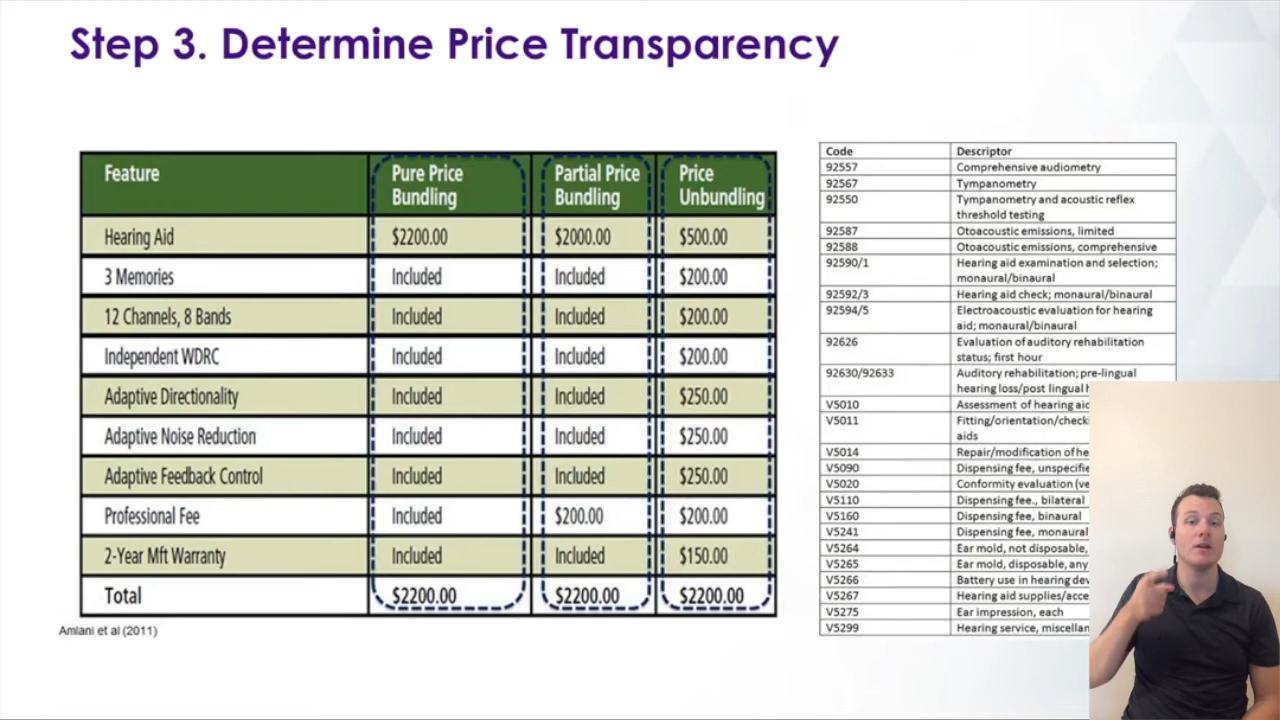 Step 3. Determine Price Transparency
Feature Pure Price Bundling Partial Price Bundling Price Unbundling
Hearing Aid $2200.00 $2000.00 $500.00
3 Memories Included Included $200.00
12 Channels, 8 Bands Included Included $200.00
Independent WDRC Included Included $200.00
Adaptive Directionality Included Included $250.00
Adaptive Noise Reduction Included Included $250.00
Adaptive Feedback Control Included Included $250.00
Professional Fee Included $200.00 $200.00
2-Year Mft Warranty Included Included $150.00
Total $2200.00 $2200.00 $2200.00
Amlani et al (2011)
Code Descriptor
92557 Comprehensive audiometry
92567 Tympanometry
92550 Tympanometry and acoustic reflex
threshold testing
92587 Otoacoustic emissions, limited
92588 Otoacoustic emissions, comprehensive
92590/1 Hearing aid examination and selection;
monaural/binaural
92592/3 Hearing aid check; monaural/binaural
92594/5 Electroacoustic evaluation for hearing
aid; monaural/binaural
92626 Evaluation of auditory rehabilitation
status; first hour
92630/92633 Auditory rehabilitation; pre-lingual
hearing loss/post lingual
V5010 Assessment of hearing
V5011 Fitting/orientation/
aids
V5014 Repair/modification of
V5090 Dispensing fee,
V5020 Conformity evaluation
V5110 Dispensing fee., bilateral
V5160 Dispensing fee, binaural
V5241 Dispensing fee, monaural
V5264 Ear mold, not disposable,
V5265 Ear mold, disposable, any
V5266 Battery use in hearing
V5267 Hearing aid
V5275 Ear impression, each
V5299 Hearing service,